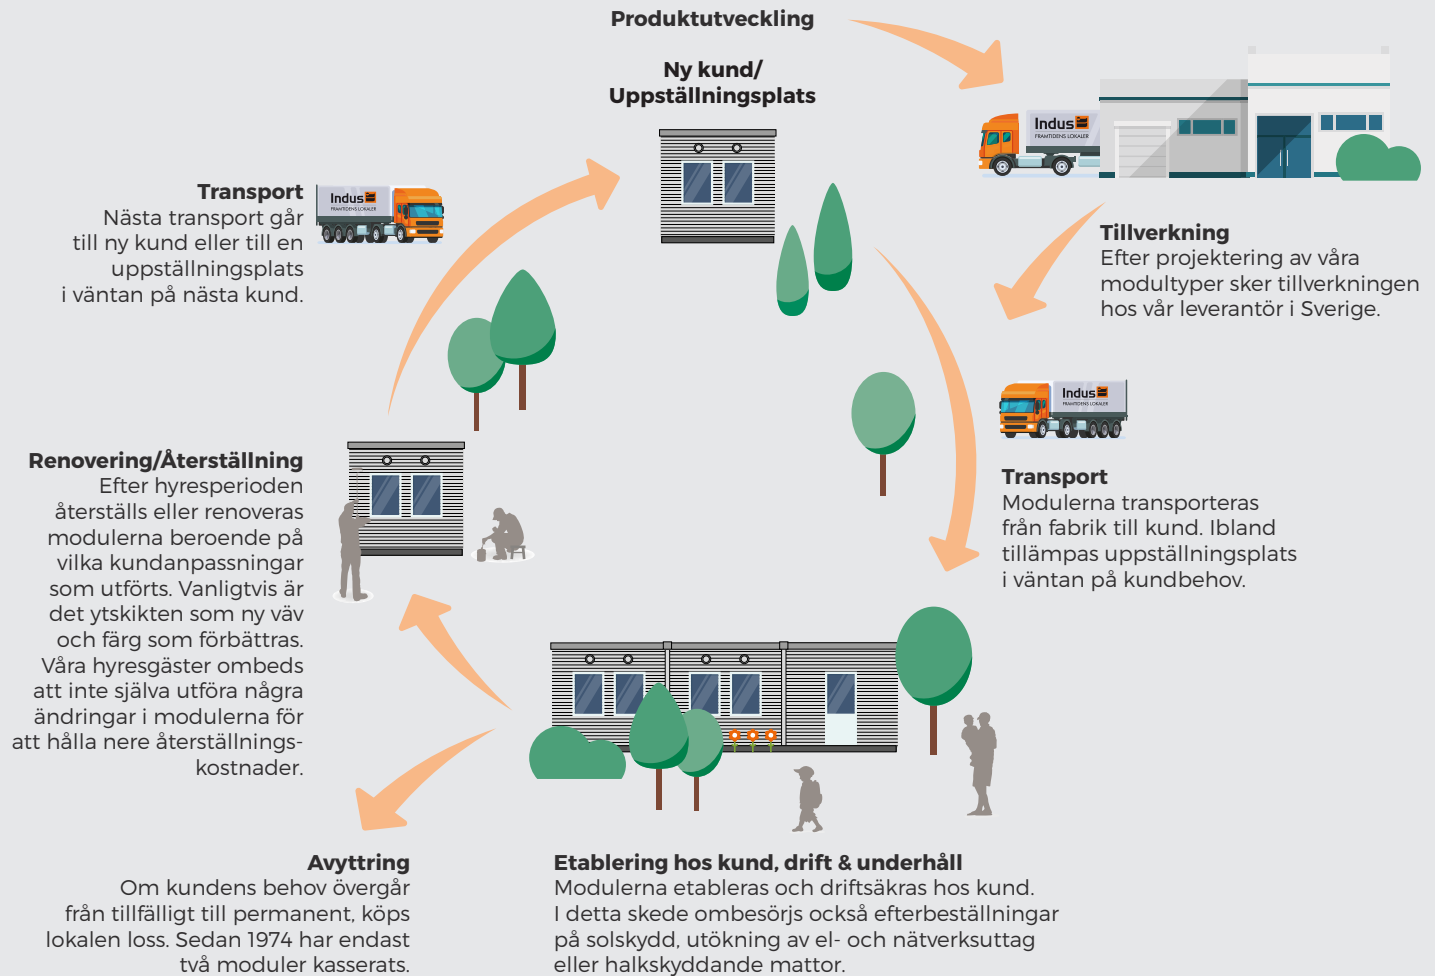 Produktutveckling
Ny kund/
Uppställningsplats
Indus
FRAMTIDENS LOKALER
Tillverkning
Efter projektering av våra
modultyper sker tillverkningen
hos vår leverantör i Sverige.
Indus
FRAMTIDENS LOKALER
Transport
Modulerna transporteras
från fabrik till kund. Ibland
tillämpas uppställningsplats
i väntan på kundbehov.
Etablering hos kund, drift & underhåll
Modulerna etableras och driftsäkras hos kund.
I detta skede ombesörjs också efterbeställningar
på solskydd, utökning av el- och nätverksuttag
eller halkskyddande mattor.
Avyttring
Om kundens behov övergår
från tillfälligt till permanent, köps
lokalen loss. Sedan 1974 har endast
två moduler kasserats.
Renovering/Återställning
Efter hyresperioden
återställs eller renoveras
modulerna beroende på
vilka kundanpassningar
som utförts. Vanligtvis är
det ytskikten som ny väv
och färg som förbättras.
Våra hyresgäster ombeds
att inte själva utföra några
ändringar i modulerna för
att hålla nere återställnings-
kostnader.
Transport
Nästa transport går
till ny kund eller till en
uppställningsplats
i väntan på nästa kund.
Indus
FRAMTIDENS LOKALER